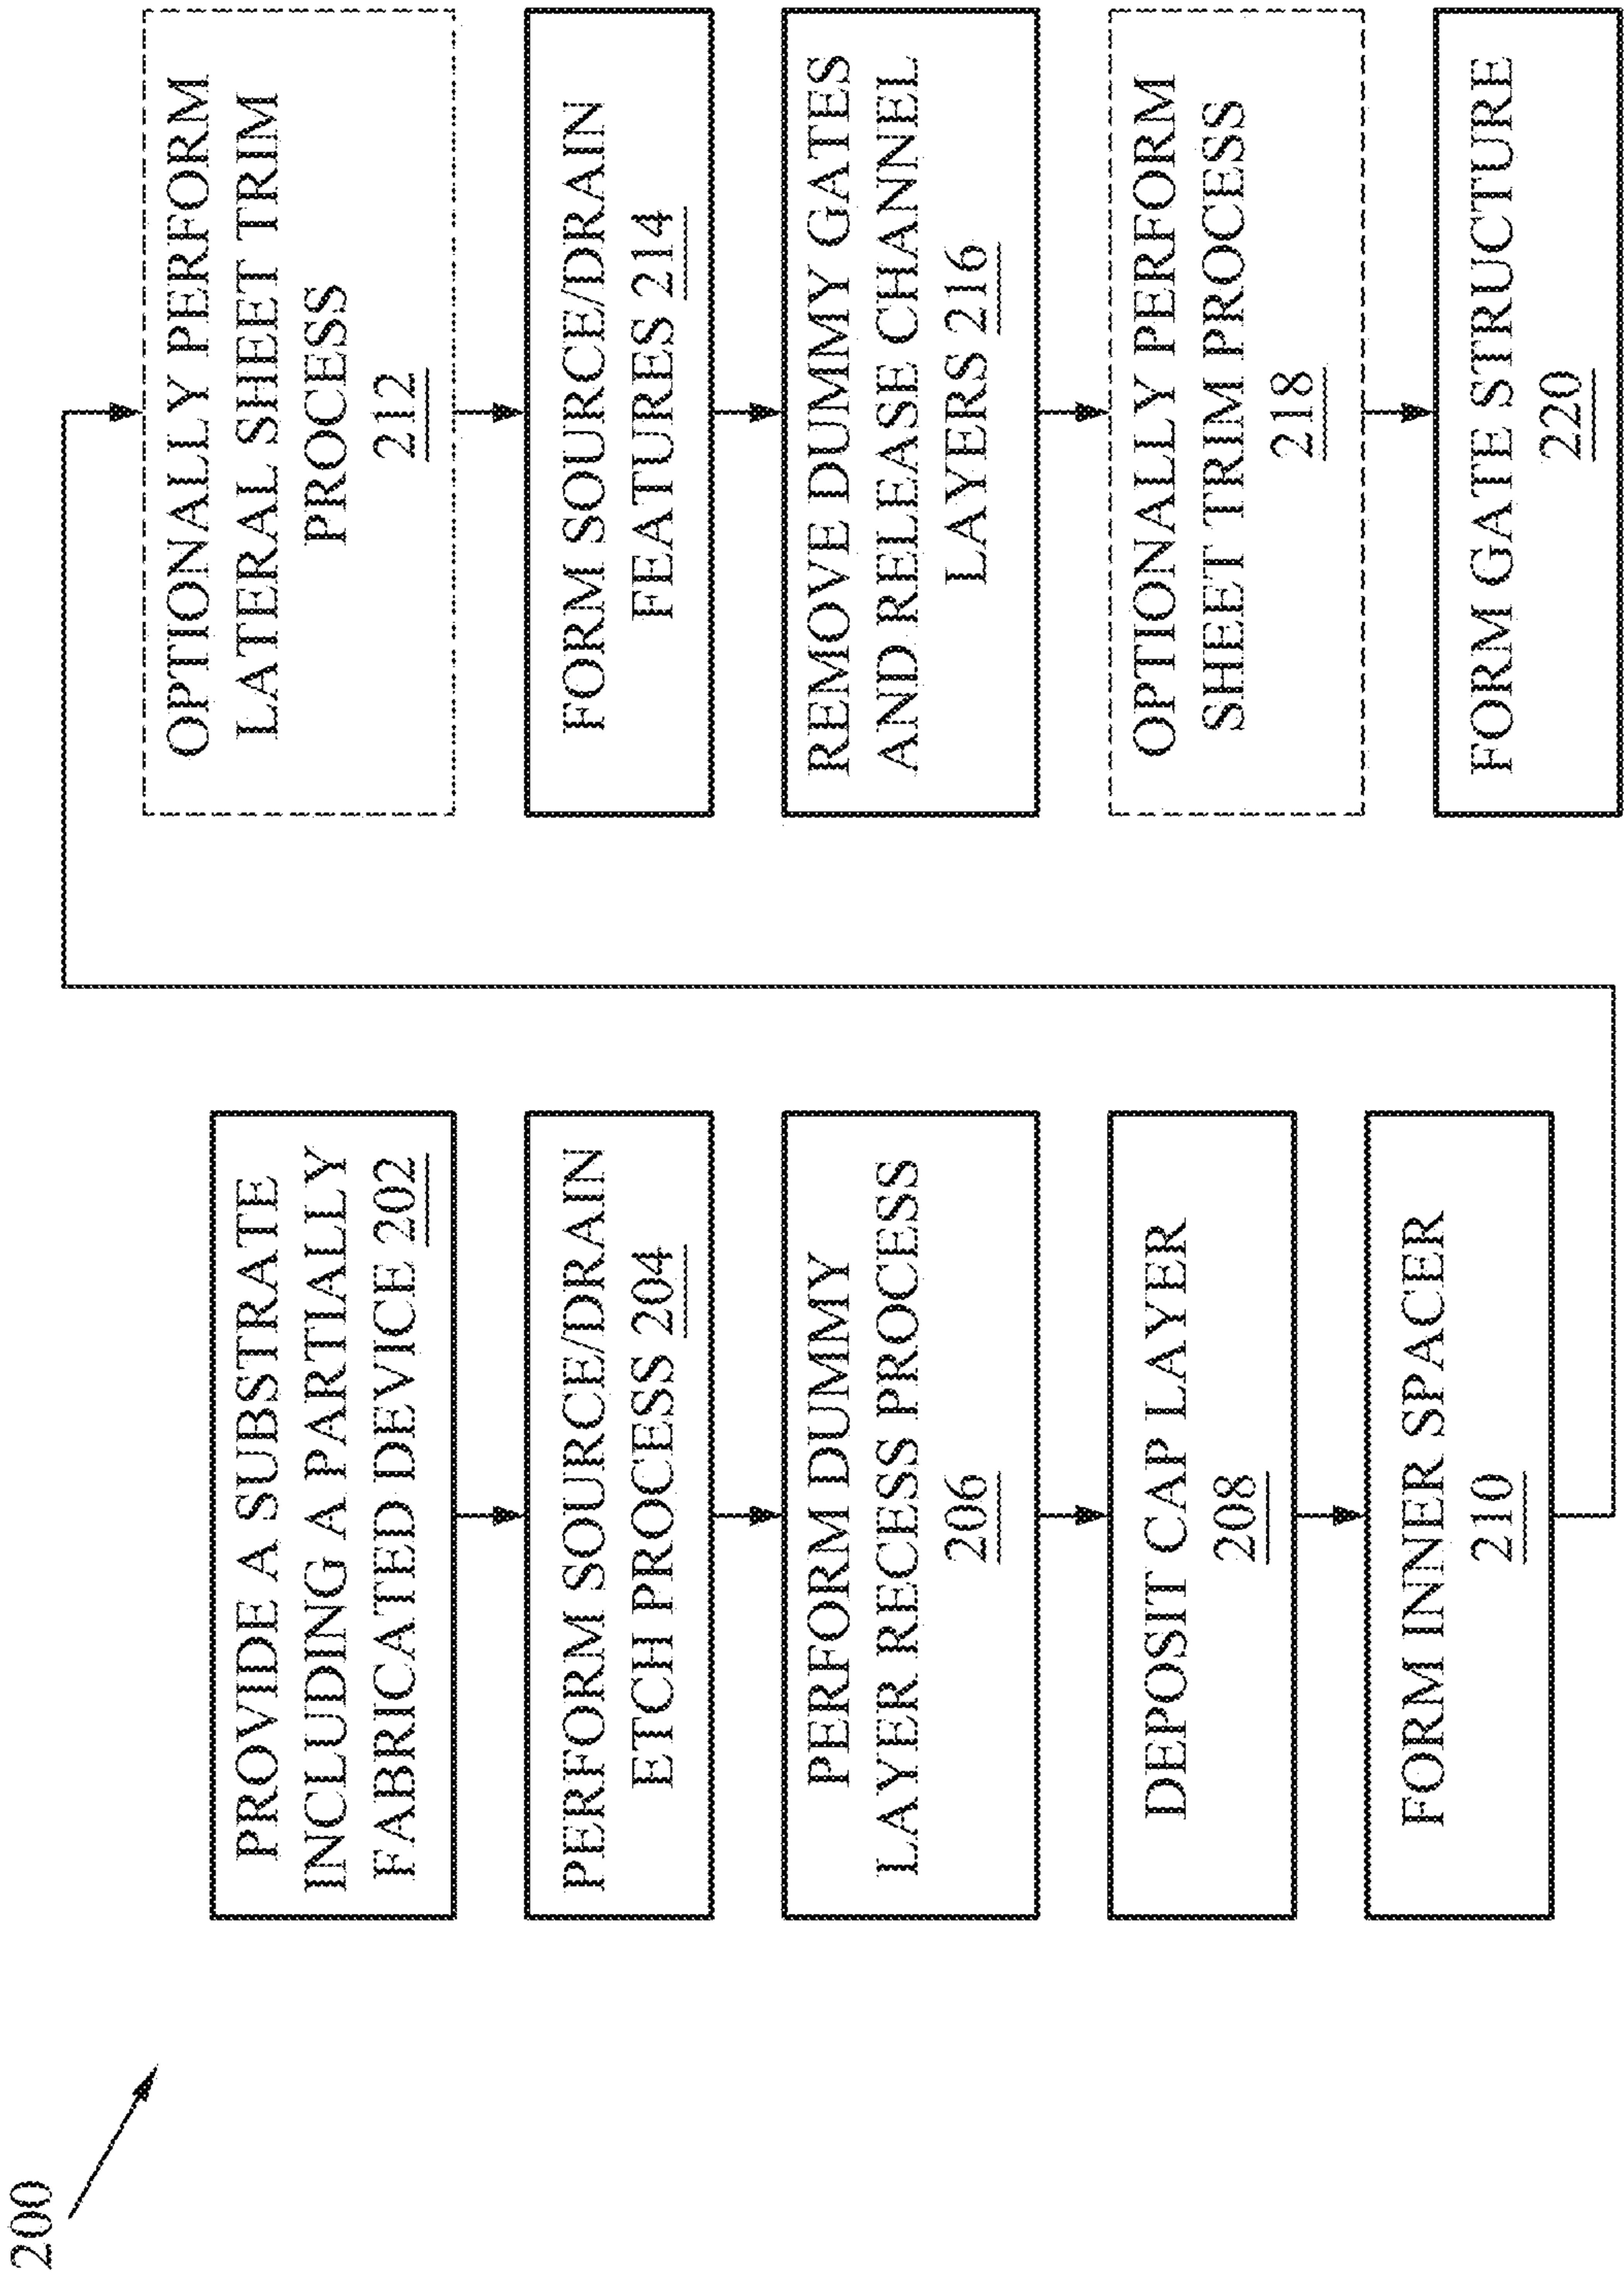 200
PROVIDE A SUBSTRATE
INCLUDING A PARTIALLY
FABRICATED DEVICE 202
PERFORM SOURCE/DRAIN
ETCH PROCESS 204
PERFORM DUMMY
LAYER RECESS PROCESS
206
DEPOSIT CAP LAYER
208
FORM INNER SPACER
210
OPTIONALLY PERFORM
LATERAL SHEET TRIM
PROCESS
212
FORM SOURCE/DRAIN
FEATURES 214
REMOVE DUMMY GATES
AND RELEASE CHANNEL
LAYERS 216
OPTIONALLY PERFORM
SHEET TRIM PROCESS
218
FORM GATE STRUCTURE
220